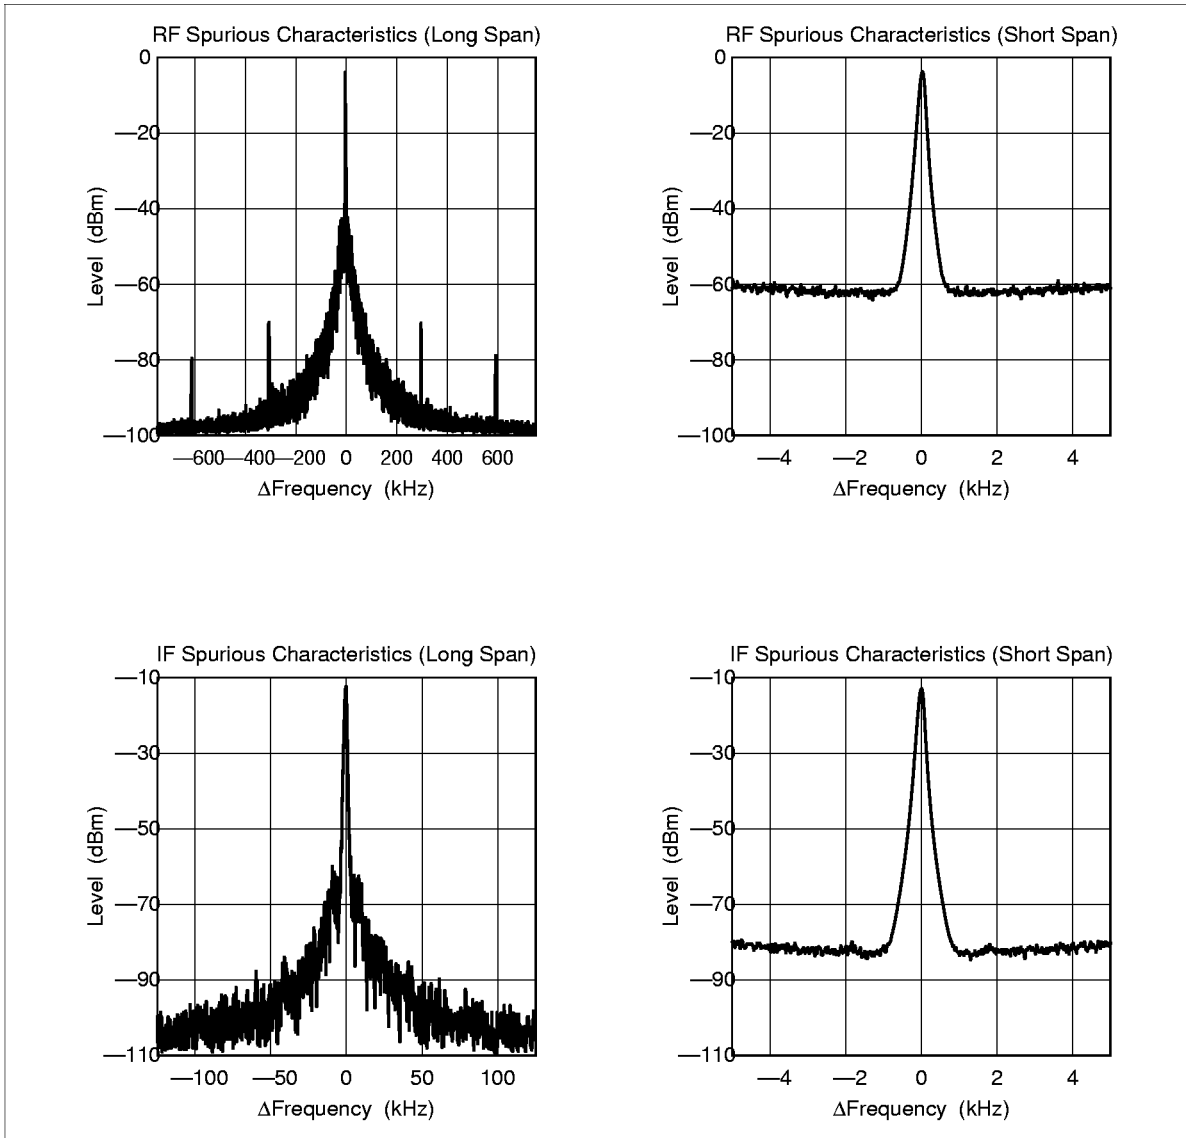 RF Spurious Characteristics (Long Span)
0
—20
—40
—60
—80
—100
Level (dBm)
—600 —400 —200 0 200 400 600
ΔFrequency (kHz)
RF Spurious Characteristics (Short Span)
0
—20
—40
—60
—80
—100
Level (dBm)
—4 —2 0 2 4
ΔFrequency (kHz)
IF Spurious Characteristics (Long Span)
—10
—30
—50
—70
—90
—110
Level (dBm)
—100 —50 0 50 100
ΔFrequency (kHz)
IF Spurious Characteristics (Short Span)
—10
—30
—50
—70
—90
—110
Level (dBm)
—4 —2 0 2 4
ΔFrequency (kHz)